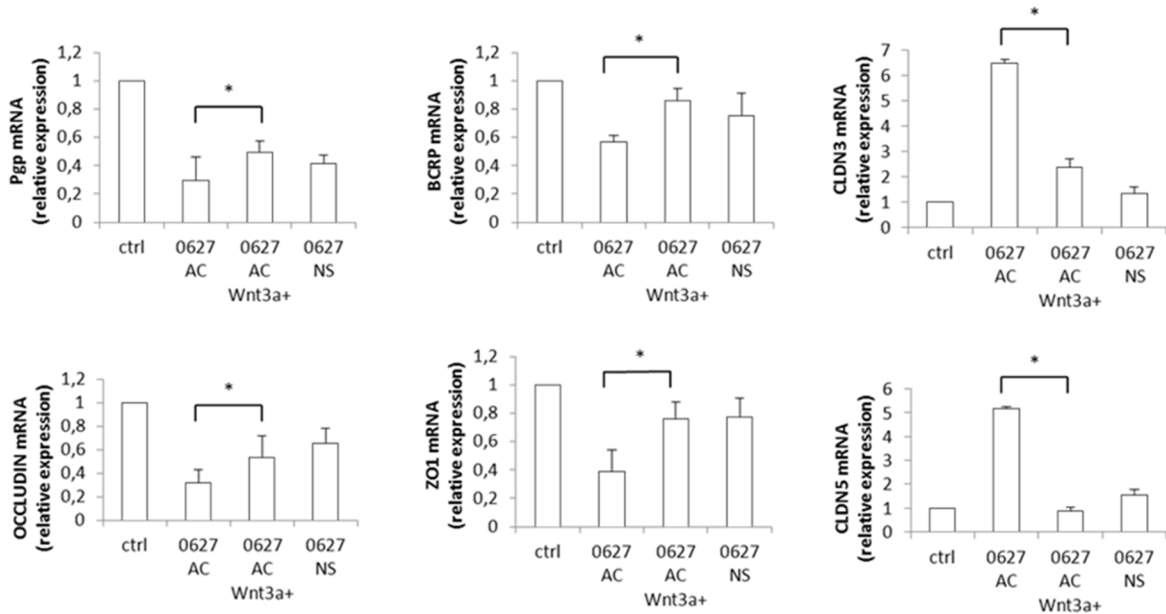 *
1,2
1
0,8
0,6
0,4
0,2
0
Pgp mRNA
(relative expression)
*
ctrl 0627 0627 0627
AC AC NS
Wnt3a+
*
1,2
1
0,8
0,6
0,4
0,2
0
BCRP mRNA
(relative expression)
ctrl 0627 0627 0627
AC AC NS
Wnt3a+
7
6
5
4
3
2
1
0
CLDN3 mRNA
(relative expression)
ctrl 0627 0627 0627
AC AC NS
Wnt3a+
1,2
1
0,8
0,6
0,4
0,2
0
OCCLUDIN mRNA
(relative expression)
*
ctrl 0627 0627 0627
AC AC NS
Wnt3a+
1,2
1
0,8
0,6
0,4
0,2
0
ZO1 mRNA
(relative expression)
*
ctrl 0627 0627 0627
AC AC NS
Wnt3a+
*
6
5
4
3
2
1
0
CLDN5 mRNA
(relative expression)
ctrl 0627 0627 0627
AC AC NS
Wnt3a+